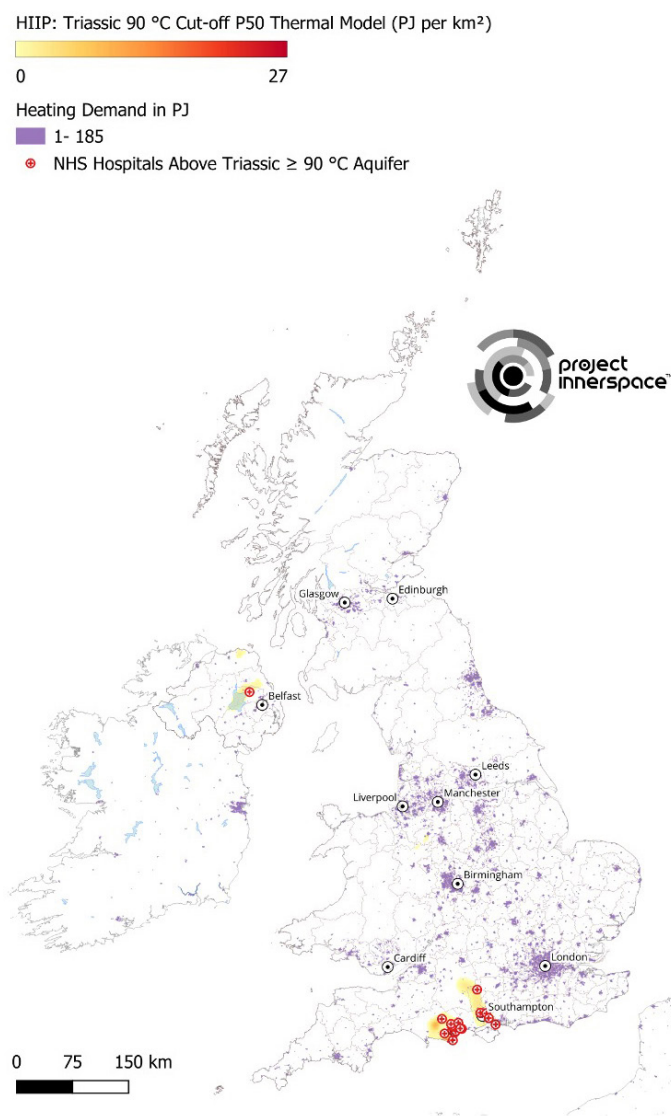 HIIP: Triassic 90 °C Cut-off P50 Thermal Model (PJ per km²)
0 27
Heating Demand in PJ
1- 185
NHS Hospitals Above Triassic ≥ 90 °C Aquifer
project
innerspace™
Glasgow
Edinburgh
Belfast
Leeds
Liverpool
Manchester
Birmingham
Cardiff
London
Southampton
0 75 150 km